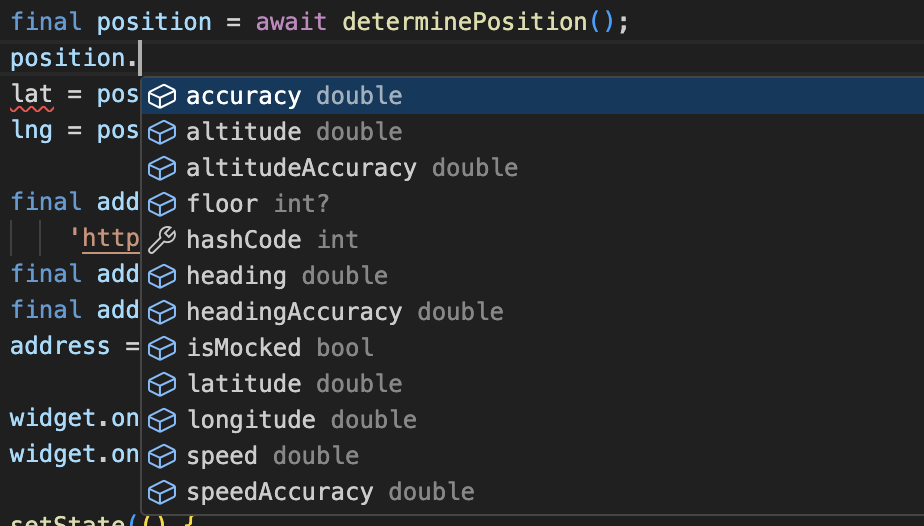 final position = await determinePosition();
position.
accuracy double
lat = pos
altitude double
lng = pos
altitudeAccuracy double
final add
floor int?
'http
hashCode int
final add
heading double
final add
headingAccuracy double
address =
isMocked bool
latitude double
widget.on
longitude double
widget.on
speed double
speedAccuracy double
setState(() {